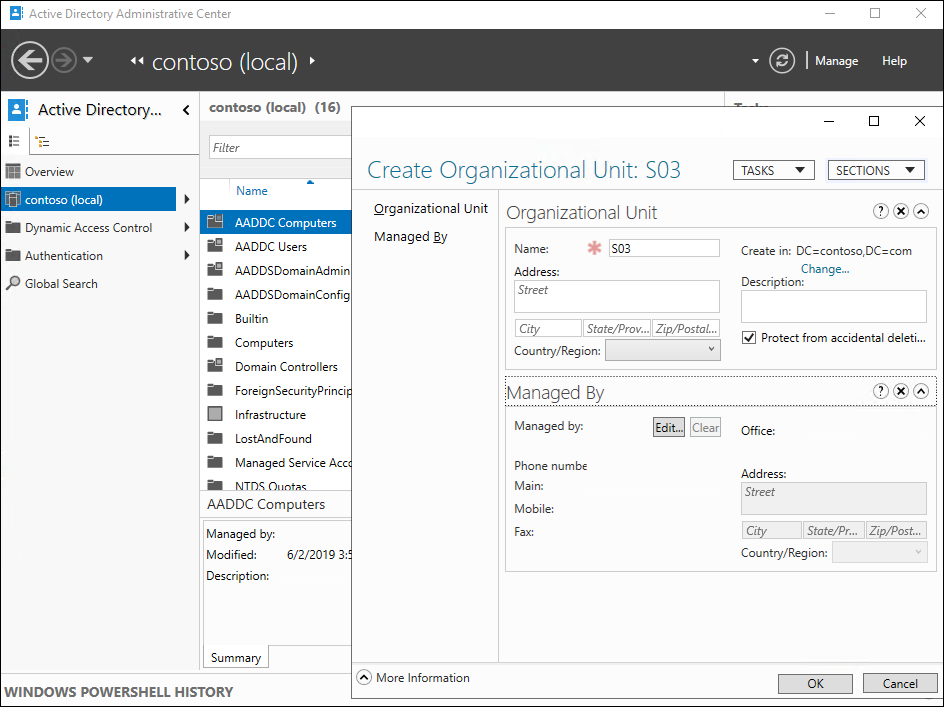 Active Directory Administrative Center
contoso (local)
Manage
Help
Active Directory...
Overview
contoso (local)
Dynamic Access Control
Authentication
Global Search
contoso (local) (16)
Filter
Name
AADDC Computers
AADDC Users
AADDSDomainAdmin
AADDSDomainConfig
Builtin
Computers
Domain Controllers
ForeignSecurityPrincip
Infrastructure
LostAndFound
Managed Service Acco
NTDS Quotas
AADDC Computers
Managed by:
Modified: 6/2/2019 3:5
Description:
Summary
WINDOWS POWERSHELL HISTORY
Create Organizational Unit: S03
TASKS
SECTIONS
Organizational Unit
Managed By
Organizational Unit
Name: S03
Address:
Street
City State/Prov... Zip/Postal...
Country/Region:
Create in: DC=contoso,DC=com
Change...
Description:
Protect from accidental deleti...
Managed By
Managed by: Edit... Clear
Phone numbe
Main:
Mobile:
Fax:
Office:
Address:
Street
City State/Pr... Zip/Post...
Country/Region:
More Information
OK
Cancel